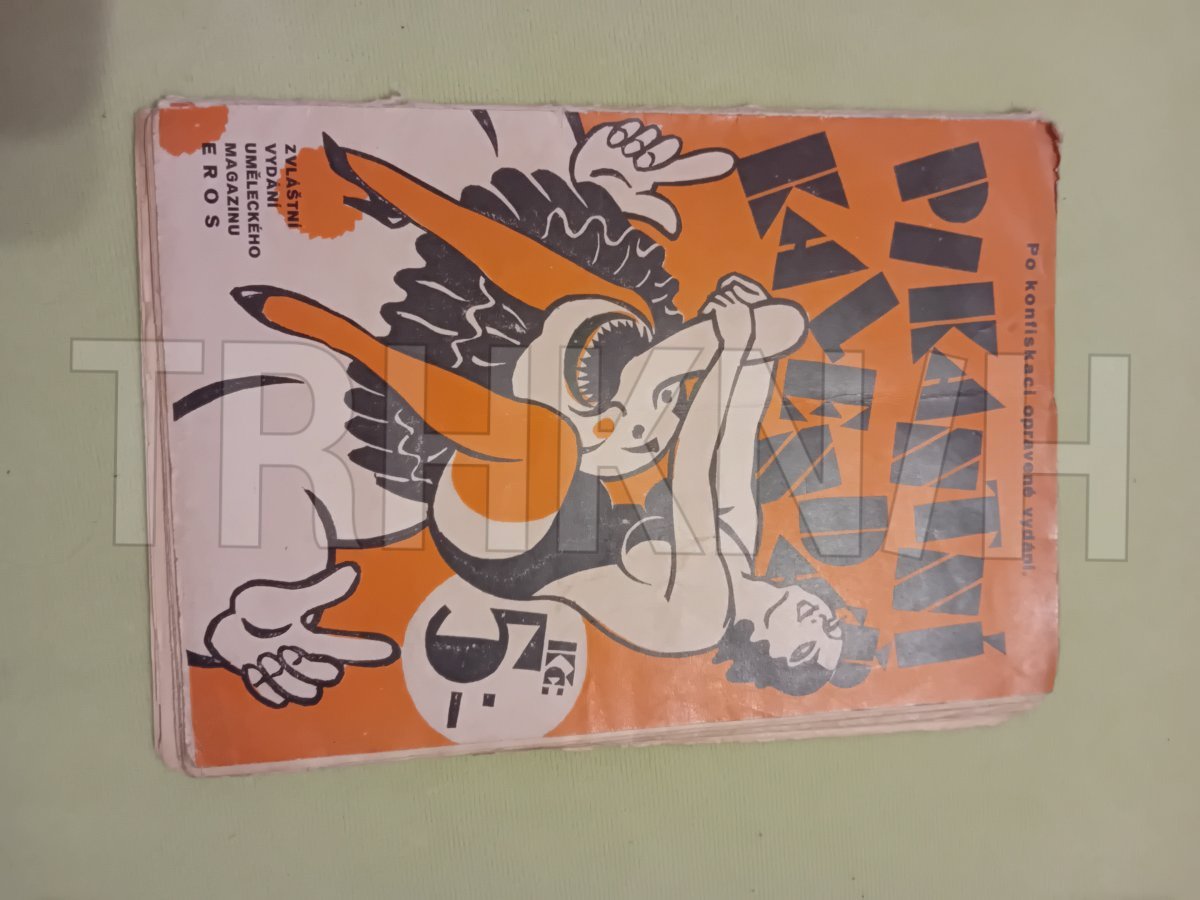 Po konfiskaci opravené vydání.
PIKANTNÍ
KALENDÁŘ
Kč:
5·–
ZVLÁŠTNÍ
VYDÁNÍ
UMĚLECKÉHO
MAGAZINU
EROS
TRHKNIH